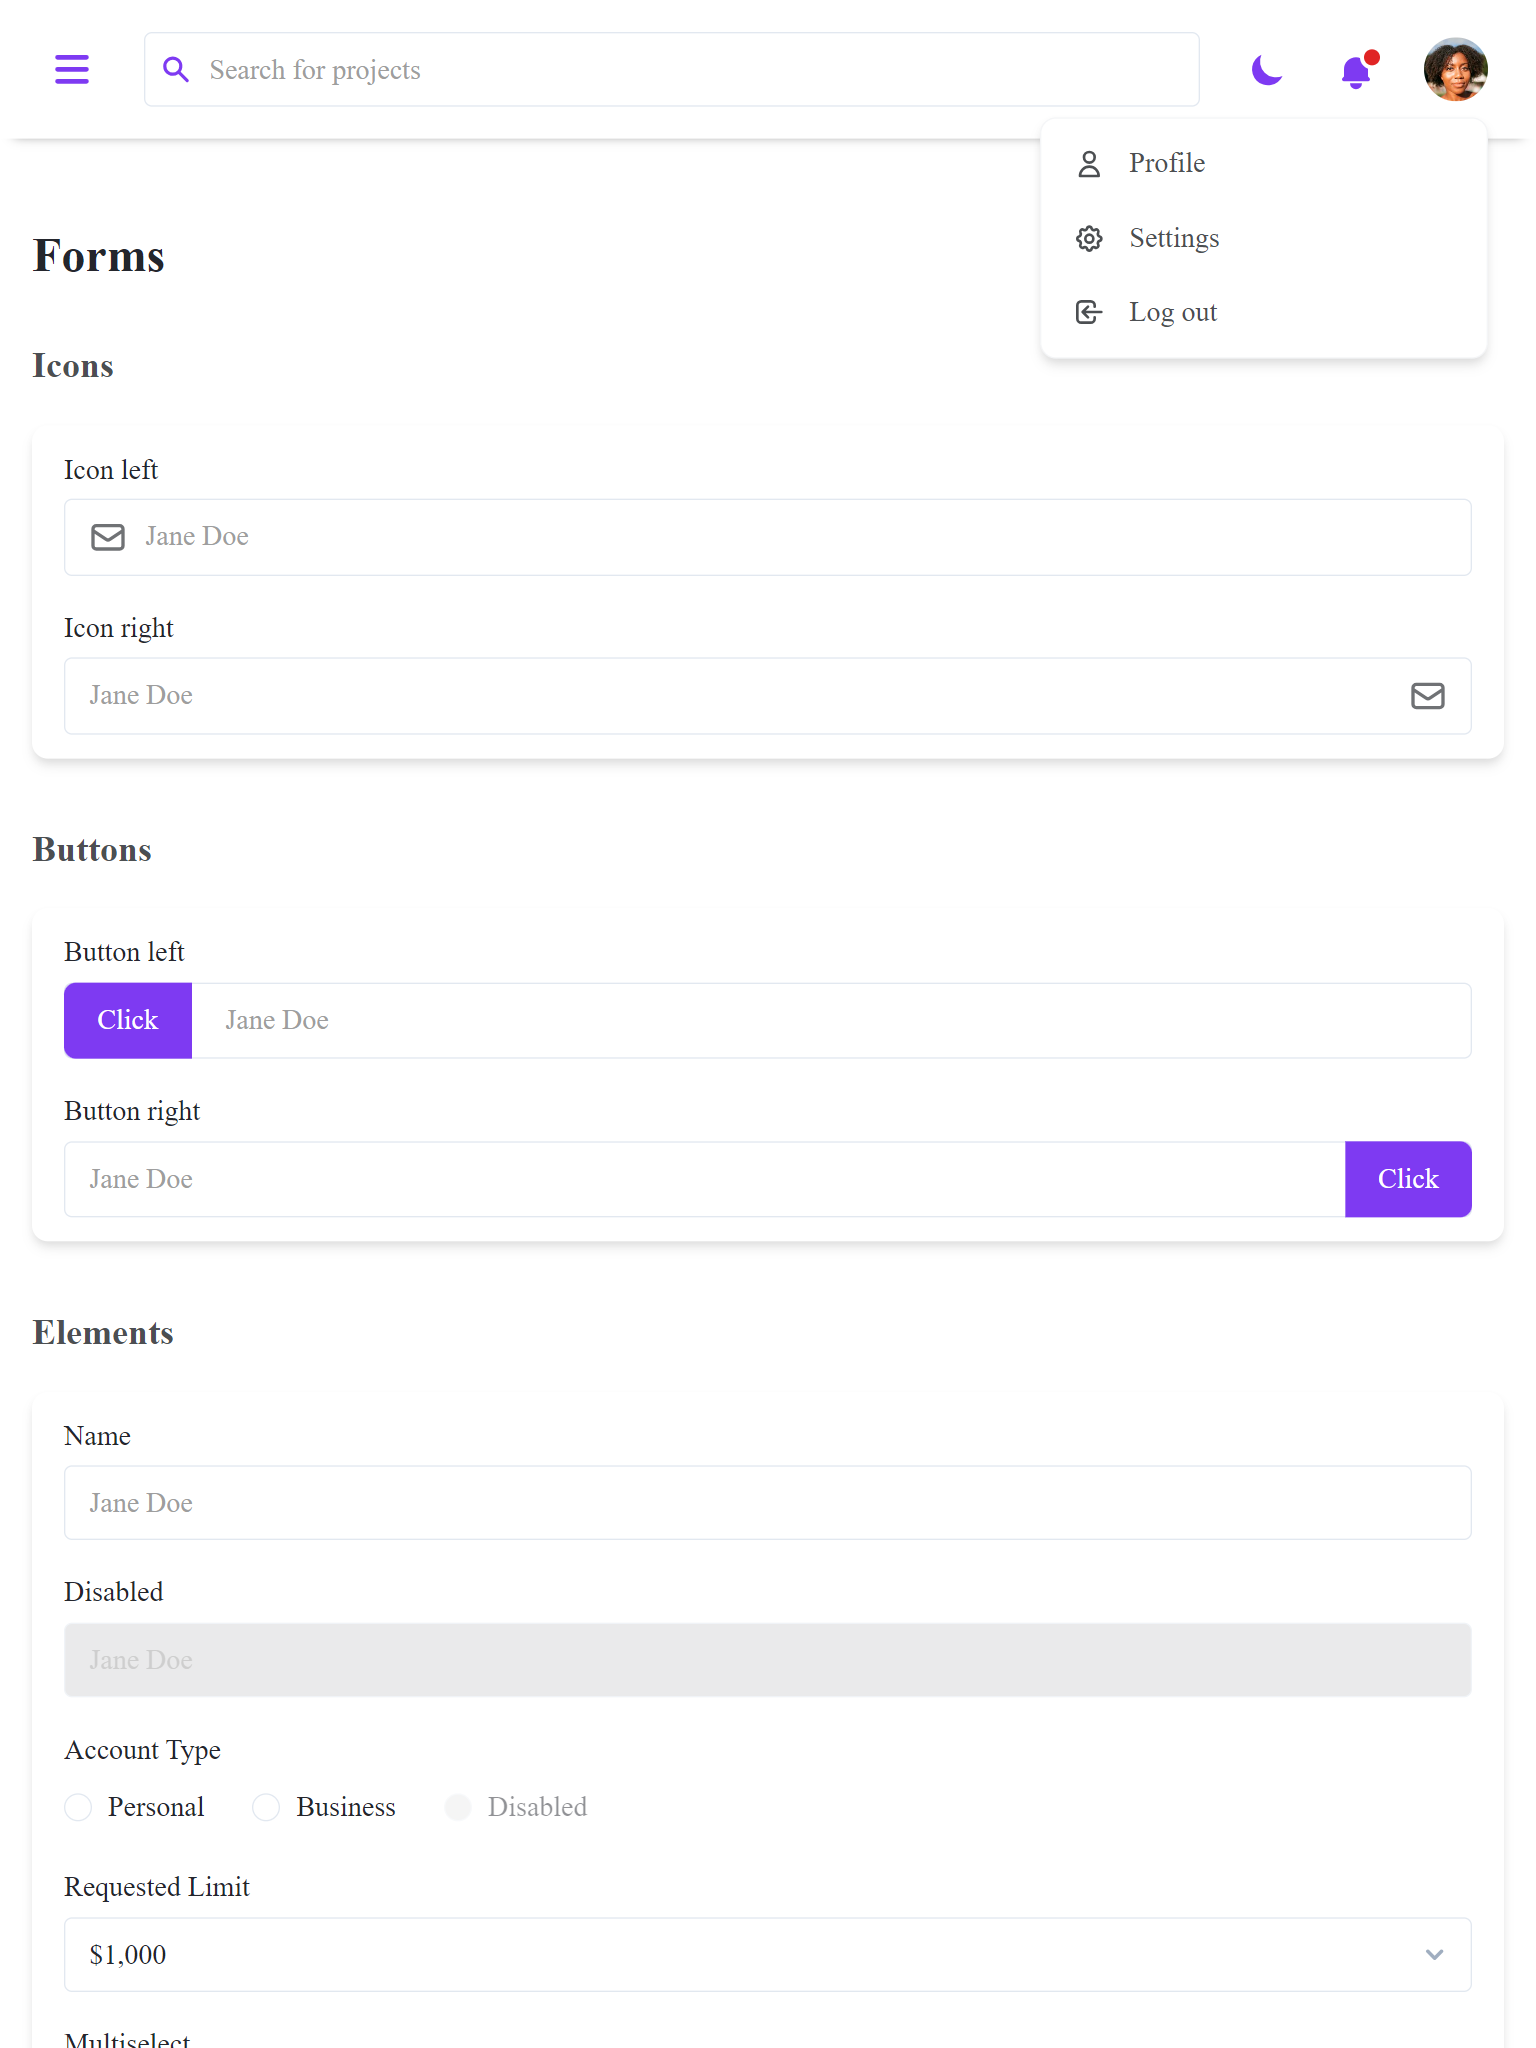 Search for projects
Profile
Settings
Log out
Forms
Icons
Icon left
Jane Doe
Icon right
Jane Doe
Buttons
Button left
Click Jane Doe
Button right
Jane Doe Click
Elements
Name
Jane Doe
Disabled
Jane Doe
Account Type
Personal Business Disabled
Requested Limit
$1,000
Multiselect